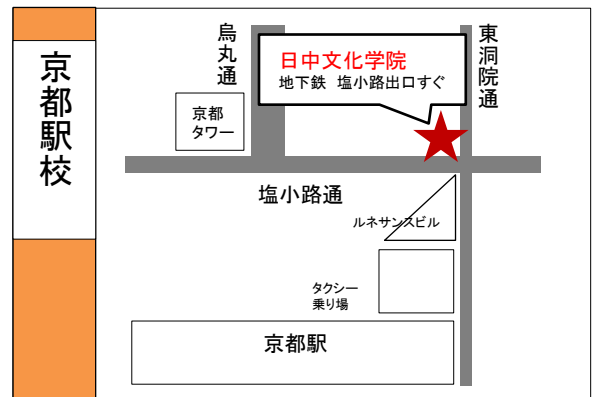 京都駅校
烏丸通
日中文化学院
地下鉄 塩小路出口すぐ
東洞院通
京都
タワー
塩小路通
ルネサンスビル
タクシー
乗り場
京都駅